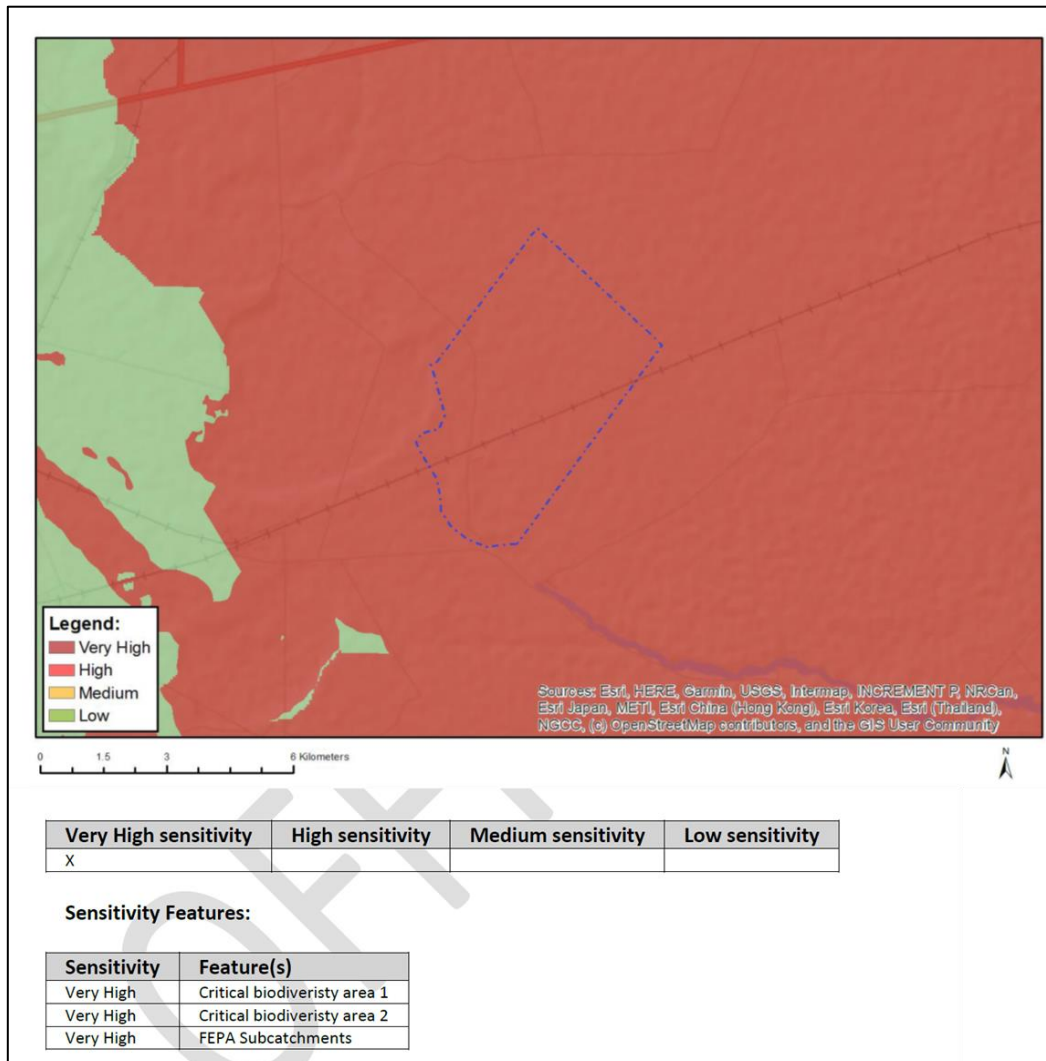 Legend:
Very High
High
Medium
Low
Sources: Esri, HERE, Garmin, USGS, Intermap, INCREMENT P, NRCan,
Esri Japan, METI, Esri China (Hong Kong), Esri Korea, Esri (Thailand),
NGCC, (c) OpenStreetMap contributors, and the GIS User Community
0 1.5 3 6 Kilometers
N
Very High sensitivity High sensitivity Medium sensitivity Low sensitivity
X
Sensitivity Features:
Sensitivity Feature(s)
Very High Critical biodiveristy area 1
Very High Critical biodiveristy area 2
Very High FEPA Subcatchments